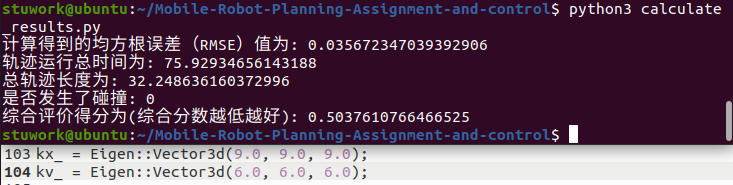 stuwork@ubuntu:~/Mobile-Robot-Planning-Assignment-and-control$ python3 calculate
_results.py
计算得到的均方根误差（RMSE）值为: 0.035672347039392906
轨迹运行总时间为: 75.92934656143188
总轨迹长度为: 32.248636160372996
是否发生了碰撞: 0
综合评价得分为(综合分数越低越好): 0.5037610766466525
stuwork@ubuntu:~/Mobile-Robot-Planning-Assignment-and-control$
103 kx_ = Eigen::Vector3d(9.0, 9.0, 9.0);
104 kv_ = Eigen::Vector3d(6.0, 6.0, 6.0);